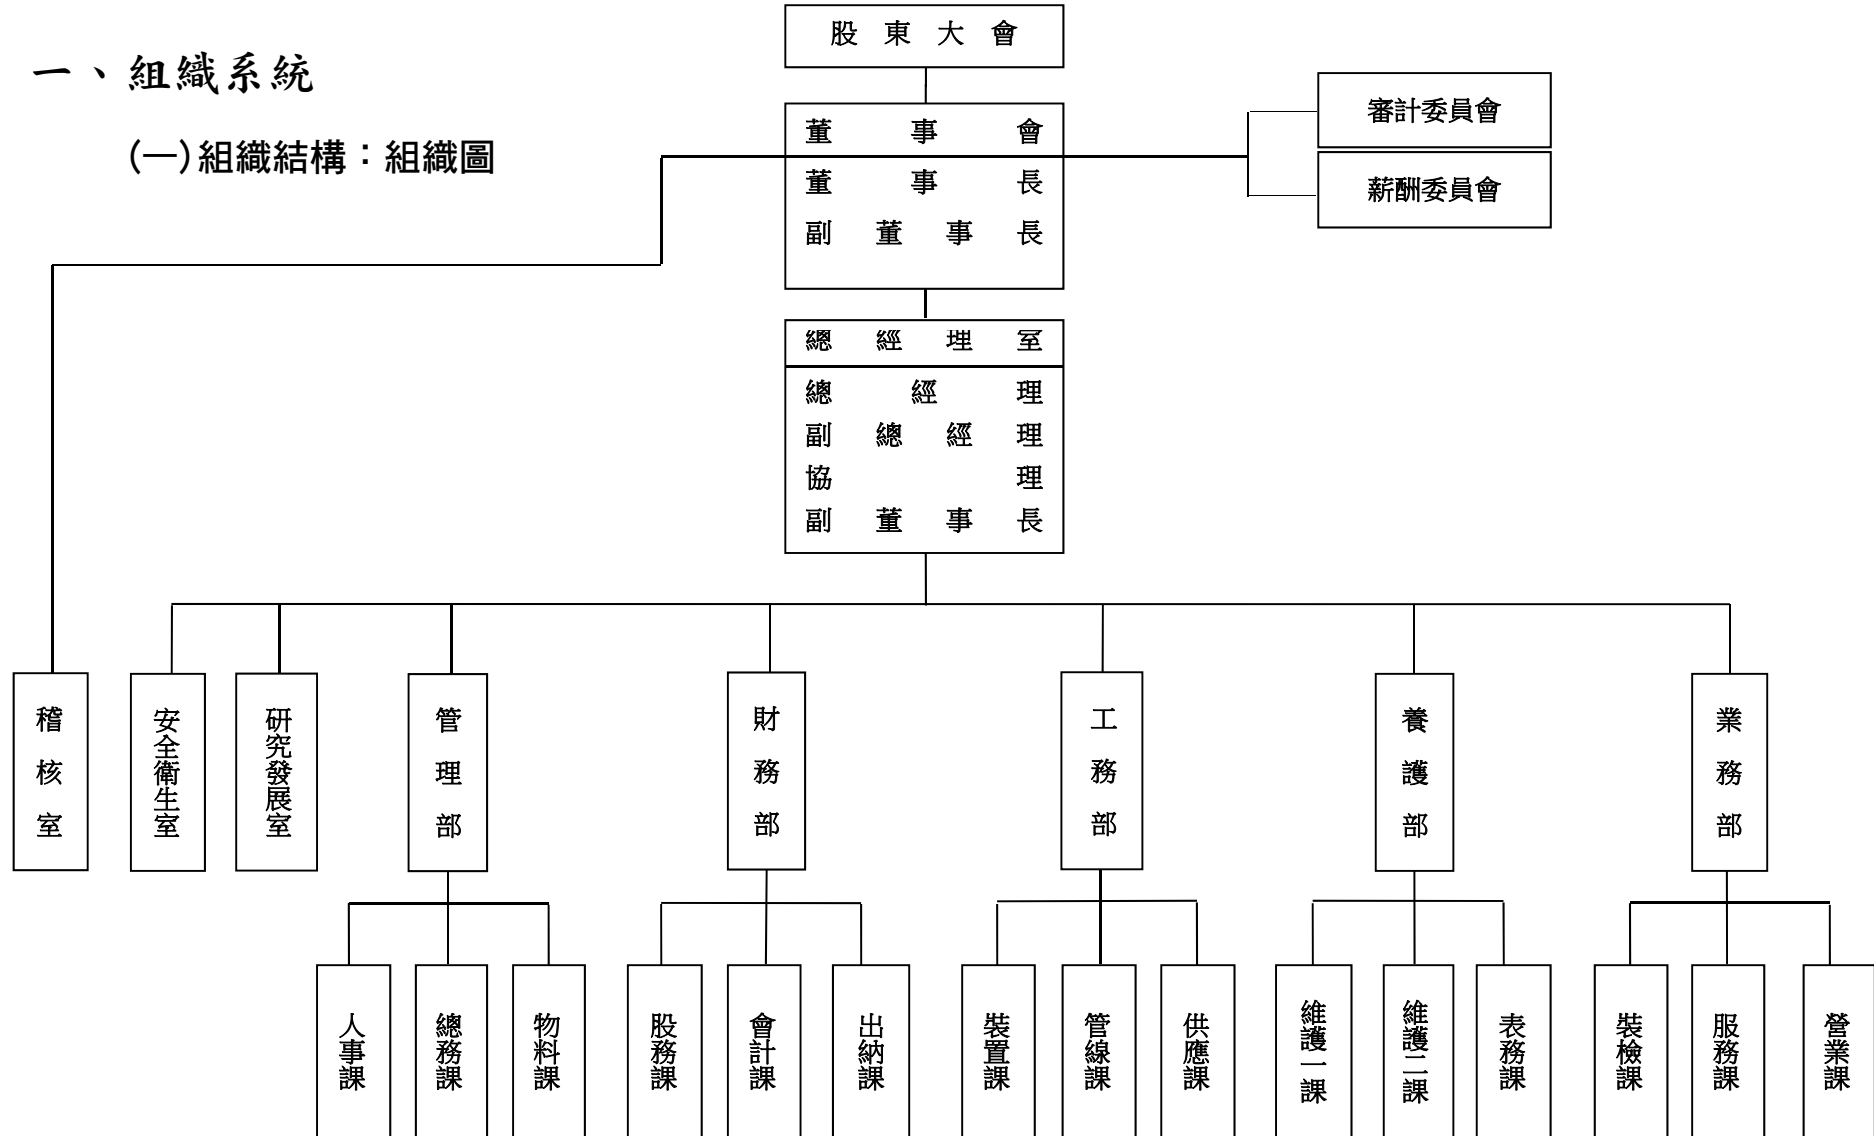 股東大會
一、組織系統
(一)組織結構：組織圖
董事會
董事長
副董事長
審計委員會
薪酬委員會
總經理室
總經理
副總經理
協理
副董事長
稽核室
安全衛生室
研究發展室
管理部
財務部
工務部
養護部
業務部
人事課
總務課
物料課
股務課
會計課
出納課
裝置課
管線課
供應課
維護一課
維護二課
表務課
裝檢課
服務課
營業課